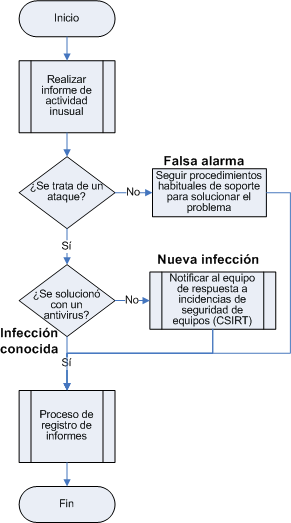 Inicio
Realizar
informe de
actividad
inusual
¿Se trata de un
ataque?
No
Falsa alarma
Seguir procedimientos
habituales de soporte
para solucionar el
problema
Sí
¿Se solucionó
con un
antivirus?
No
Nueva infección
Notificar al equipo
de respuesta a
incidencias de
seguridad de
equipos (CSIRT)
Infección
conocida
Sí
Proceso de
registro de
informes
Fin